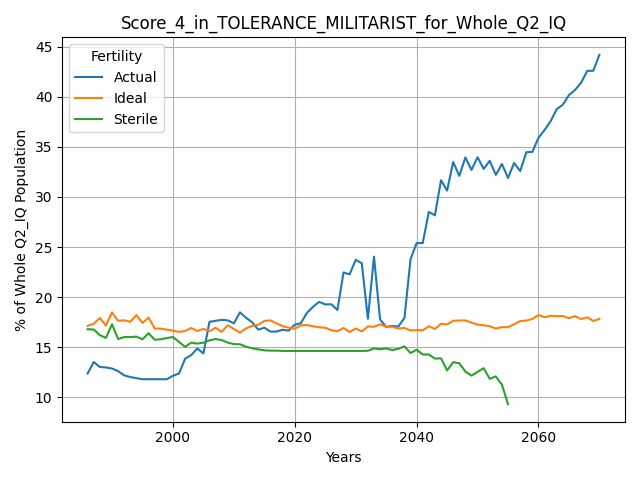 Score_4_in_TOLERANCE_MILITARIST_for_Whole_Q2_IQ
Fertility
Actual
Ideal
Sterile
% of Whole Q2_IQ Population
45
40
35
30
25
20
15
10
2000
2020
2040
2060
Years